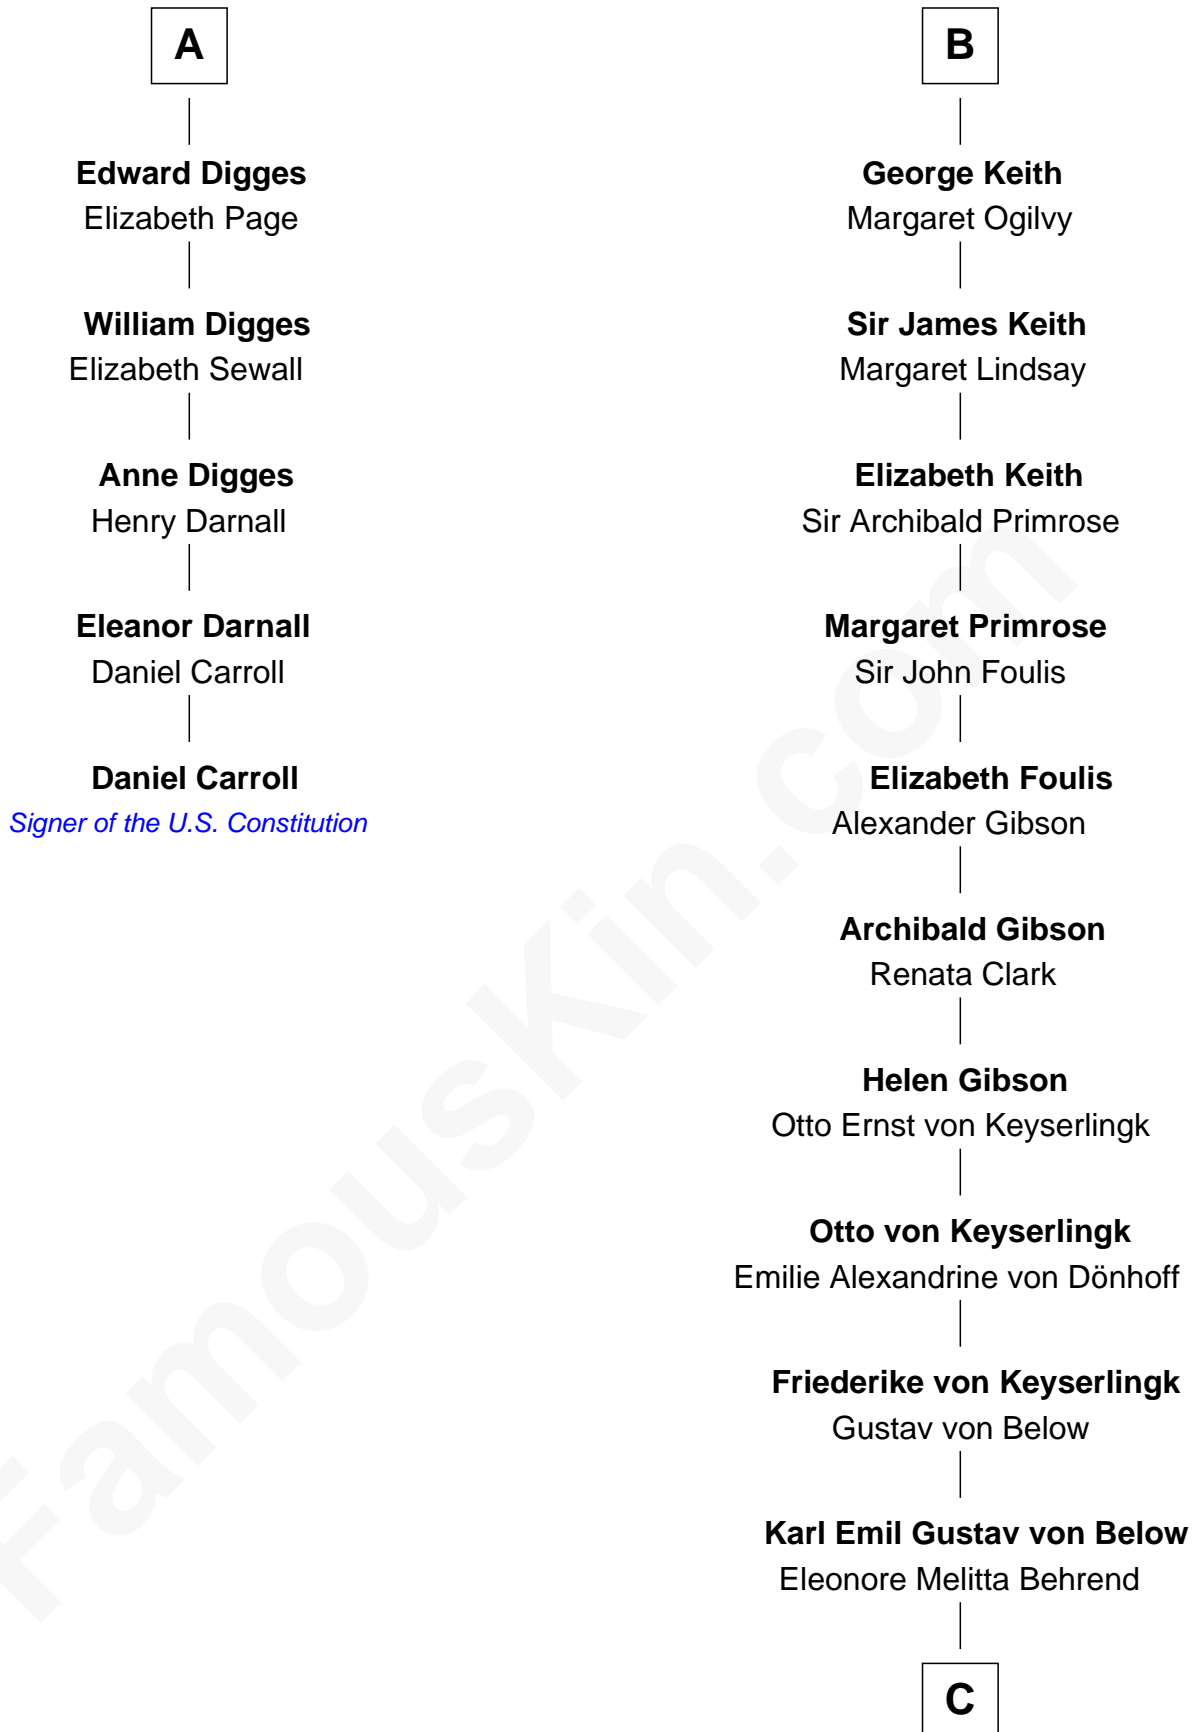 A
Edward Digges
Elizabeth Page
William Digges
Elizabeth Sewall
Anne Digges
Henry Darnall
Eleanor Darnall
Daniel Carroll
Daniel Carroll
Signer of the U.S. Constitution
B
George Keith
Margaret Ogilvy
Sir James Keith
Margaret Lindsay
Elizabeth Keith
Sir Archibald Primrose
Margaret Primrose
Sir John Foulis
Elizabeth Foulis
Alexander Gibson
Archibald Gibson
Renata Clark
Helen Gibson
Otto Ernst von Keyserlingk
Otto von Keyserlingk
Emilie Alexandrine von Dönhoff
Friederike von Keyserlingk
Gustav von Below
Karl Emil Gustav von Below
Eleonore Melitta Behrend
C
FamousKin.com